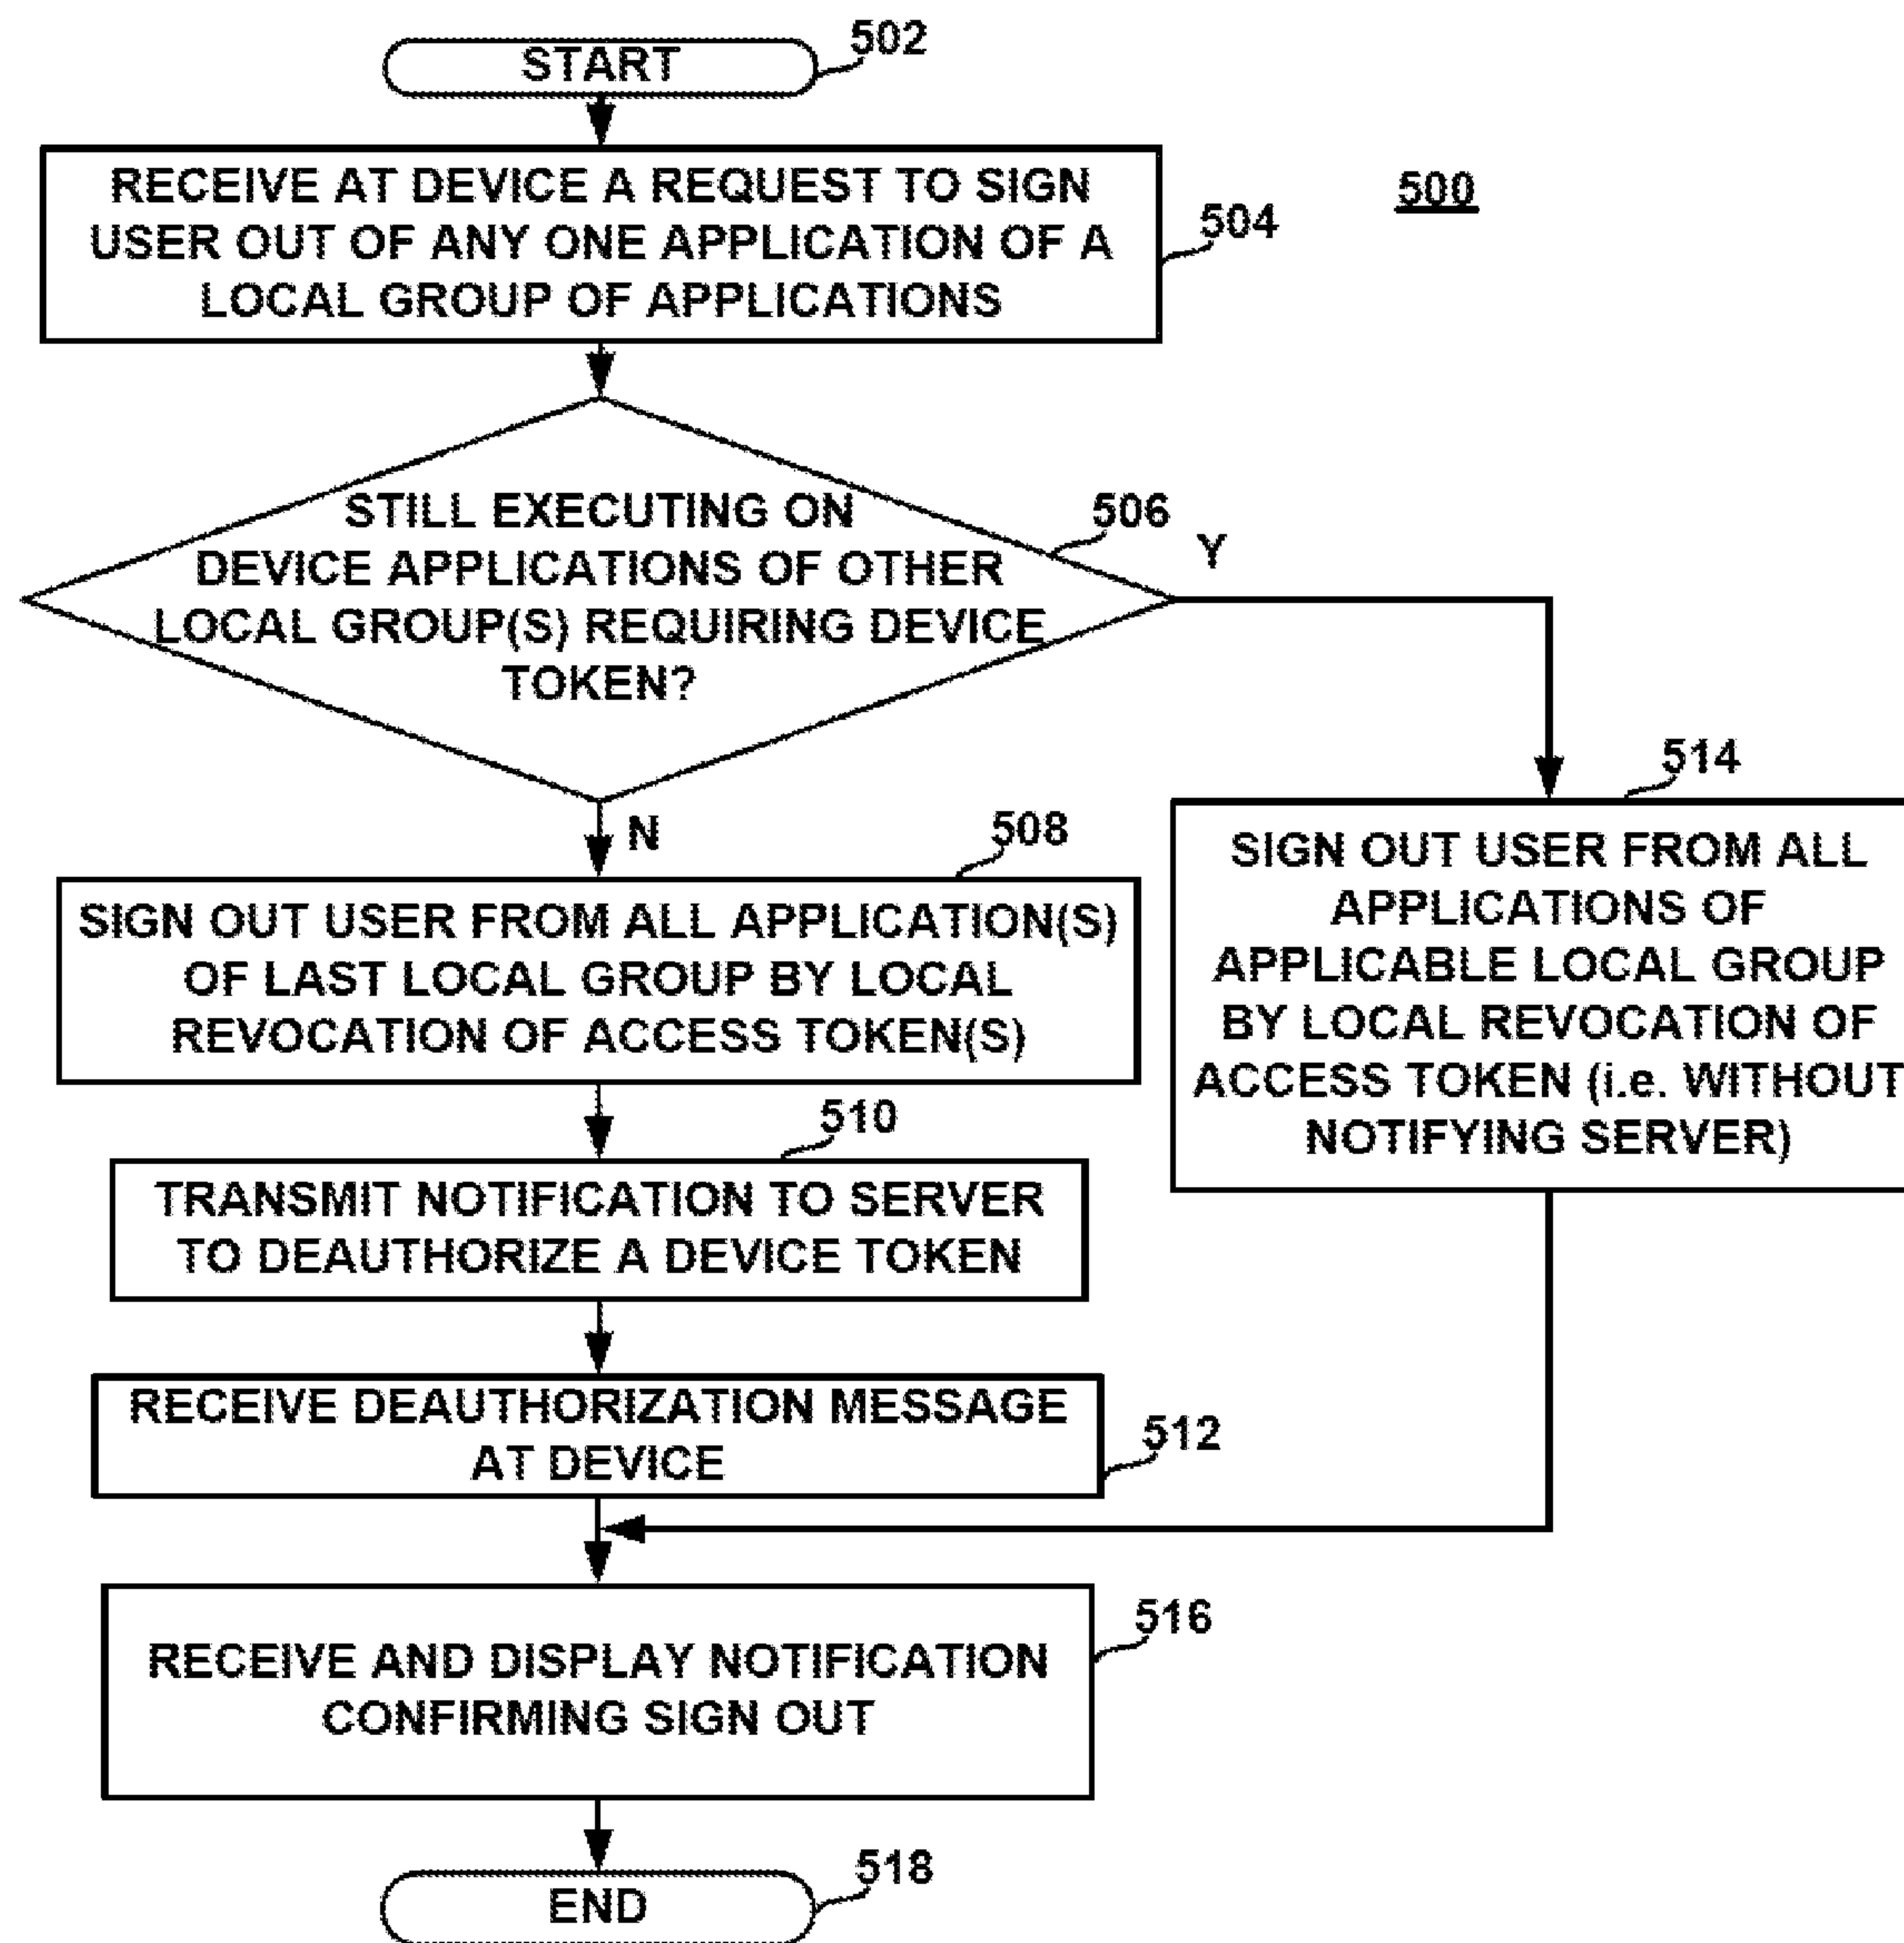 START
502
RECEIVE AT DEVICE A REQUEST TO SIGN
USER OUT OF ANY ONE APPLICATION OF A
LOCAL GROUP OF APPLICATIONS
504
500
STILL EXECUTING ON
DEVICE APPLICATIONS OF OTHER
LOCAL GROUP(S) REQUIRING DEVICE
TOKEN?
506
Y
N
508
SIGN OUT USER FROM ALL APPLICATION(S)
OF LAST LOCAL GROUP BY LOCAL
REVOCATION OF ACCESS TOKEN(S)
514
SIGN OUT USER FROM ALL
APPLICATIONS OF
APPLICABLE LOCAL GROUP
BY LOCAL REVOCATION OF
ACCESS TOKEN (i.e. WITHOUT
NOTIFYING SERVER)
510
TRANSMIT NOTIFICATION TO SERVER
TO DEAUTHORIZE A DEVICE TOKEN
RECEIVE DEAUTHORIZATION MESSAGE
AT DEVICE
512
RECEIVE AND DISPLAY NOTIFICATION
CONFIRMING SIGN OUT
516
END
518